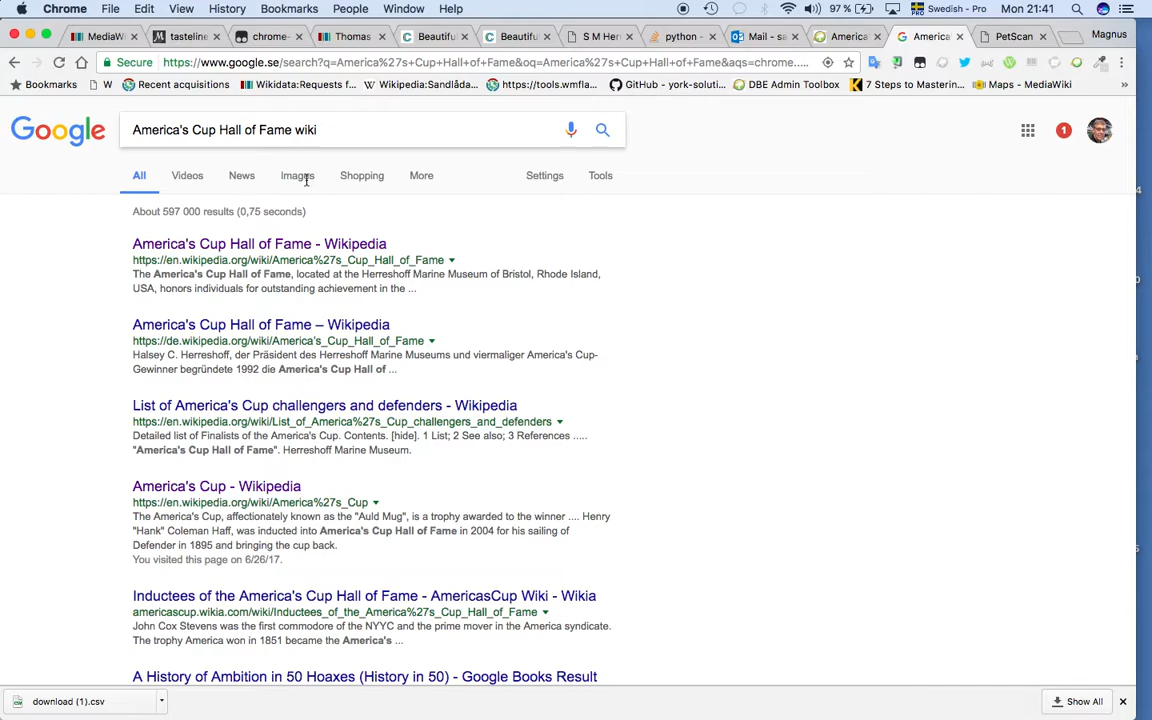 Chrome File Edit View History Bookmarks People Window Help 97 % Swedish - Pro Mon 21:41
MediaWi tasteline chrome- Thomas Beautiful Beautiful S M Hen python - Mail - sa America America PetScan Magnus
Secure https://www.google.se/search?q=America%27s+Cup+Hall+of+Fame&oq=America%27s+Cup+Hall+of+Fame&aqs=chrome....
Bookmarks W Recent acquisitions Wikidata:Requests f... Wikipedia:Sandlåda... https://tools.wmfla... GitHub - york-soluti... DBE Admin Toolbox 7 Steps to Masterin... Maps - MediaWiki »
Google America's Cup Hall of Fame wiki 1
All Videos News Images Shopping More Settings Tools
About 597 000 results (0,75 seconds)
America's Cup Hall of Fame - Wikipedia
https://en.wikipedia.org/wiki/America%27s_Cup_Hall_of_Fame
The America's Cup Hall of Fame, located at the Herreshoff Marine Museum of Bristol, Rhode Island,
USA, honors individuals for outstanding achievement in the ...
America's Cup Hall of Fame – Wikipedia
https://de.wikipedia.org/wiki/America's_Cup_Hall_of_Fame
Halsey C. Herreshoff, der Präsident des Herreshoff Marine Museums und viermaliger America's Cup-
Gewinner begründete 1992 die America's Cup Hall of ...
List of America's Cup challengers and defenders - Wikipedia
https://en.wikipedia.org/wiki/List_of_America%27s_Cup_challengers_and_defenders
Detailed list of Finalists of the America's Cup. Contents. [hide]. 1 List; 2 See also; 3 References .....
"America's Cup Hall of Fame". Herreshoff Marine Museum.
America's Cup - Wikipedia
https://en.wikipedia.org/wiki/America%27s_Cup
The America's Cup, affectionately known as the "Auld Mug", is a trophy awarded to the winner .... Henry
"Hank" Coleman Haff, was inducted into America's Cup Hall of Fame in 2004 for his sailing of
Defender in 1895 and bringing the cup back.
You visited this page on 6/26/17.
Inductees of the America's Cup Hall of Fame - AmericasCup Wiki - Wikia
americascup.wikia.com/wiki/Inductees_of_the_America%27s_Cup_Hall_of_Fame
John Cox Stevens was the first commodore of the NYYC and the prime mover in the America syndicate.
The trophy America won in 1851 became the America's ...
A History of Ambition in 50 Hoaxes (History in 50) - Google Books Result
download (1).csv Show All